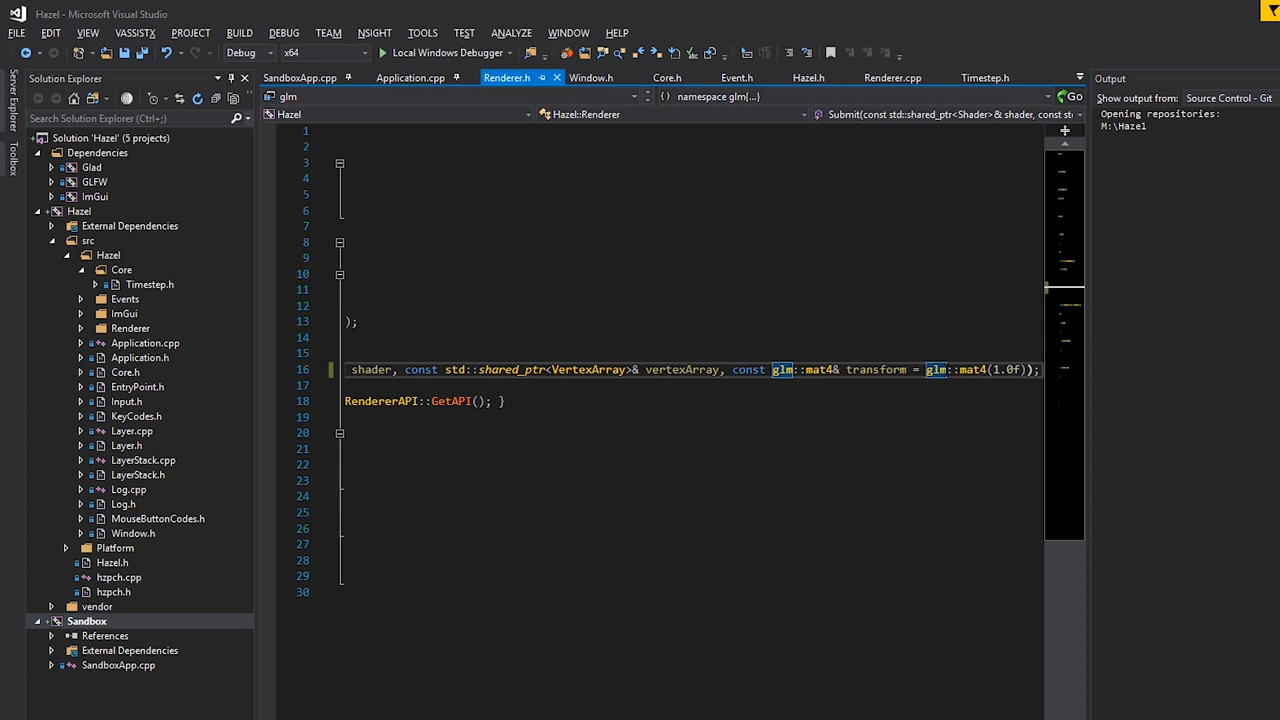 Hazel - Microsoft Visual Studio
FILE EDIT VIEW VASSISTX PROJECT BUILD DEBUG TEAM NSIGHT TOOLS TEST ANALYZE WINDOW HELP
Debug x64 Local Windows Debugger
Server Explorer
Toolbox
Solution Explorer
Search Solution Explorer (Ctrl+;)
Solution 'Hazel' (5 projects)
Dependencies
Glad
GLFW
ImGui
Hazel
External Dependencies
src
Hazel
Core
Timestep.h
Events
ImGui
Renderer
Application.cpp
Application.h
Core.h
EntryPoint.h
Input.h
KeyCodes.h
Layer.cpp
Layer.h
LayerStack.cpp
LayerStack.h
Log.cpp
Log.h
MouseButtonCodes.h
Window.h
Platform
Hazel.h
hzpch.cpp
hzpch.h
vendor
Sandbox
References
External Dependencies
SandboxApp.cpp
SandboxApp.cpp Application.cpp Renderer.h Window.h Core.h Event.h Hazel.h Renderer.cpp Timestep.h
glm { } namespace glm{...} Go
Hazel Hazel::Renderer Submit(const std::shared_ptr<Shader>& shader, const st
1
2
3
4
5
6
7
8
9
10
11
12
13 );
14
15
16 shader, const std::shared_ptr<VertexArray>& vertexArray, const glm::mat4& transform = glm::mat4(1.0f));
17
18 RendererAPI::GetAPI(); }
19
20
21
22
23
24
25
26
27
28
29
30
Output
Show output from: Source Control - Git
Opening repositories:
M:\Hazel